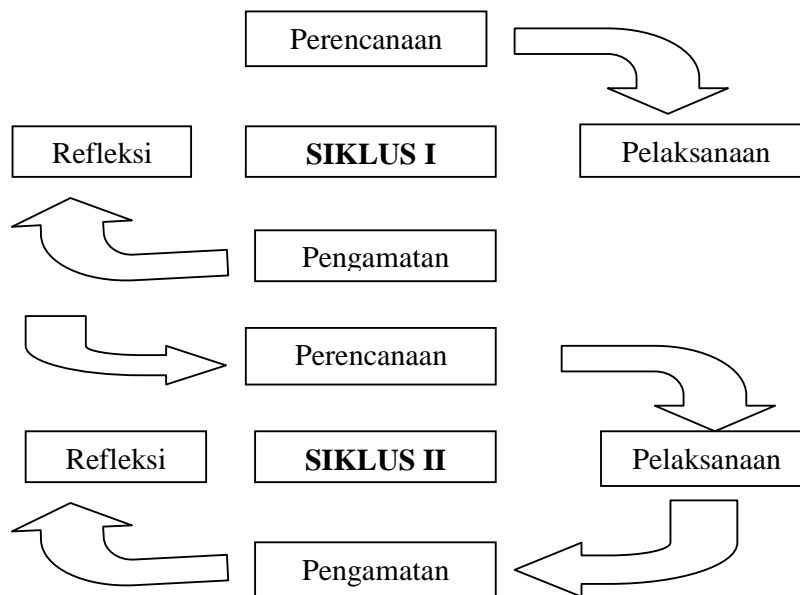 Perencanaan
Refleksi
SIKLUS I
Pelaksanaan
Pengamatan
Perencanaan
Refleksi
SIKLUS II
Pelaksanaan
Pengamatan